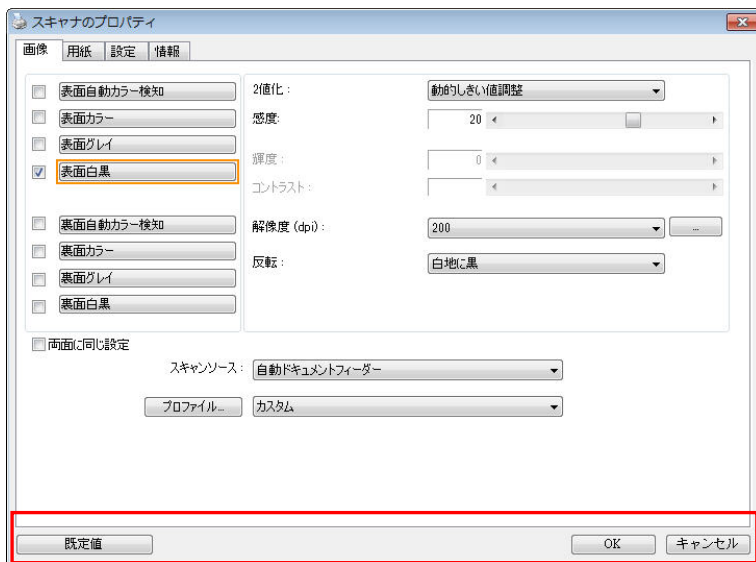 スキャナのプロパティ
画像 用紙 設定 情報
表面自動カラー検知
表面カラー
表面グレイ
表面白黒
裏面自動カラー検知
裏面カラー
裏面グレイ
裏面白黒
2値化: 動的しきい値調整
感度: 20
輝度: 0
コントラスト:
解像度 (dpi): 200 ...
反転: 白地に黒
両面に同じ設定
スキャンソース: 自動ドキュメントフィーダー
プロファイル... カスタム
既定値 OK キャンセル